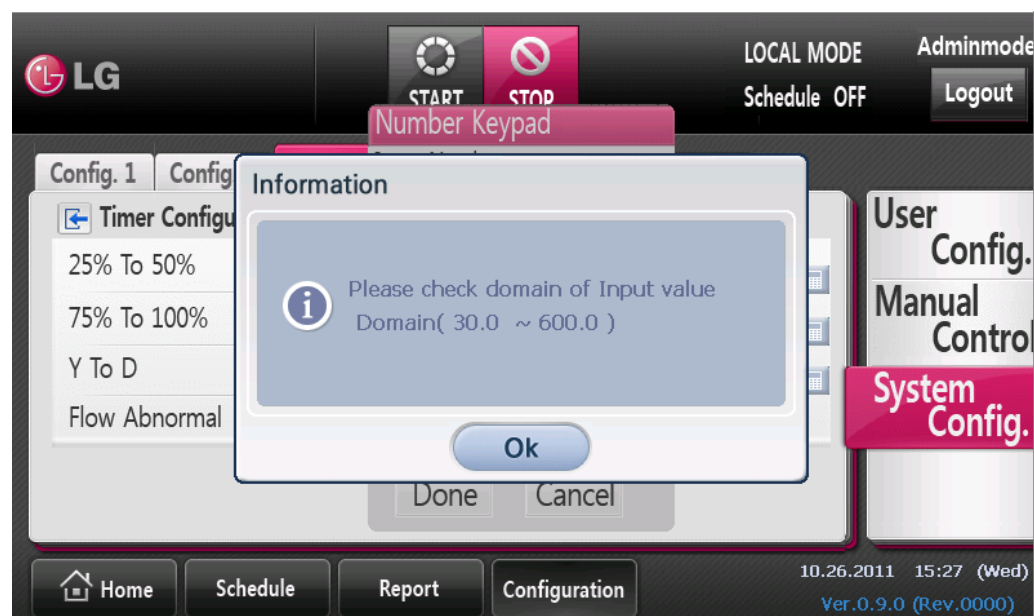 LG
START
STOP
LOCAL MODE
Schedule OFF
Adminmode
Logout
Number Keypad
Config. 1
Config
Information
Timer Configu
25% To 50%
75% To 100%
Y To D
Flow Abnormal
Please check domain of Input value
Domain( 30.0 ~ 600.0 )
Ok
Done
Cancel
User
Config.
Manual
Control
System
Config.
Home
Schedule
Report
Configuration
10.26.2011 15:27 (Wed)
Ver.0.9.0 (Rev.0000)